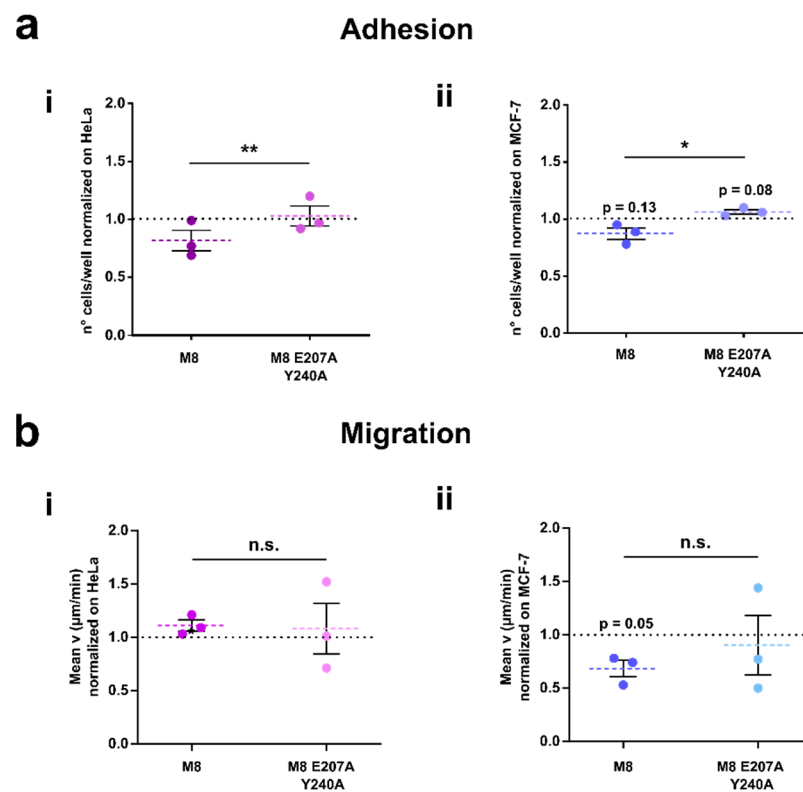 a
Adhesion
i
n° cells/well normalized on HeLa
2.0
1.5
1.0
0.5
0.0
**
M8
M8 E207A
Y240A
ii
n° cells/well normalized on MCF-7
2.0
1.5
1.0
0.5
0.0
*
p = 0.13
p = 0.08
M8
M8 E207A
Y240A
b
Migration
i
Mean v (µm/min)
normalized on HeLa
2.0
1.5
1.0
0.5
0.0
n.s.
*
M8
M8 E207A
Y240A
ii
Mean v (µm/min)
normalized on MCF-7
2.0
1.5
1.0
0.5
0.0
n.s.
p = 0.05
M8
M8 E207A
Y240A